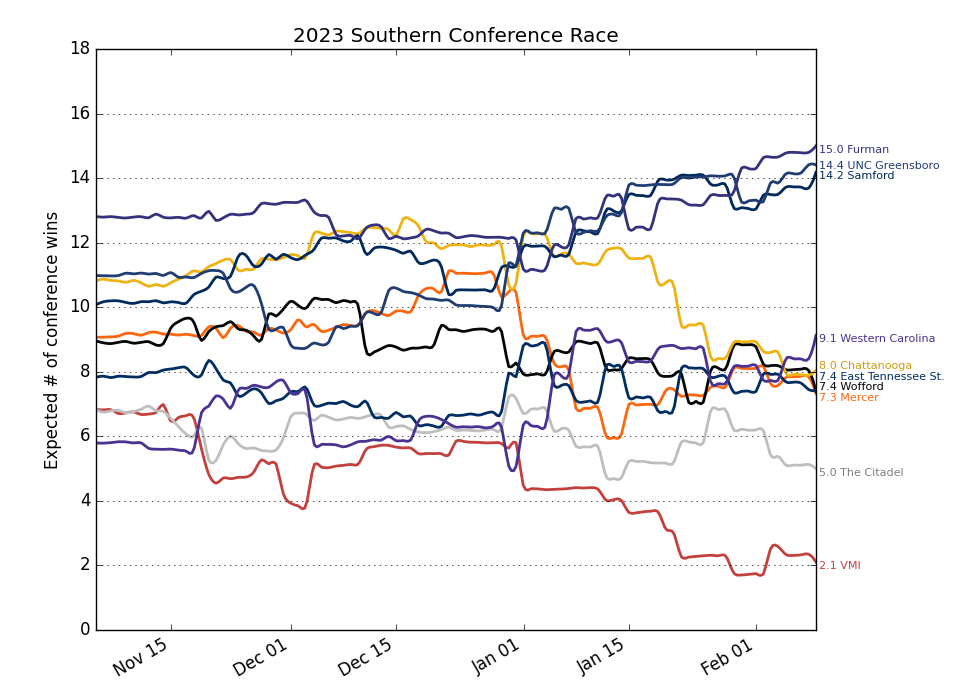 2023 Southern Conference Race
Expected # of conference wins
18
16
14
12
10
8
6
4
2
0
Nov 15
Dec 01
Dec 15
Jan 01
Jan 15
Feb 01
15.0 Furman
14.4 UNC Greensboro
14.2 Samford
9.1 Western Carolina
8.0 Chattanooga
7.4 East Tennessee St.
7.4 Wofford
7.3 Mercer
5.0 The Citadel
2.1 VMI